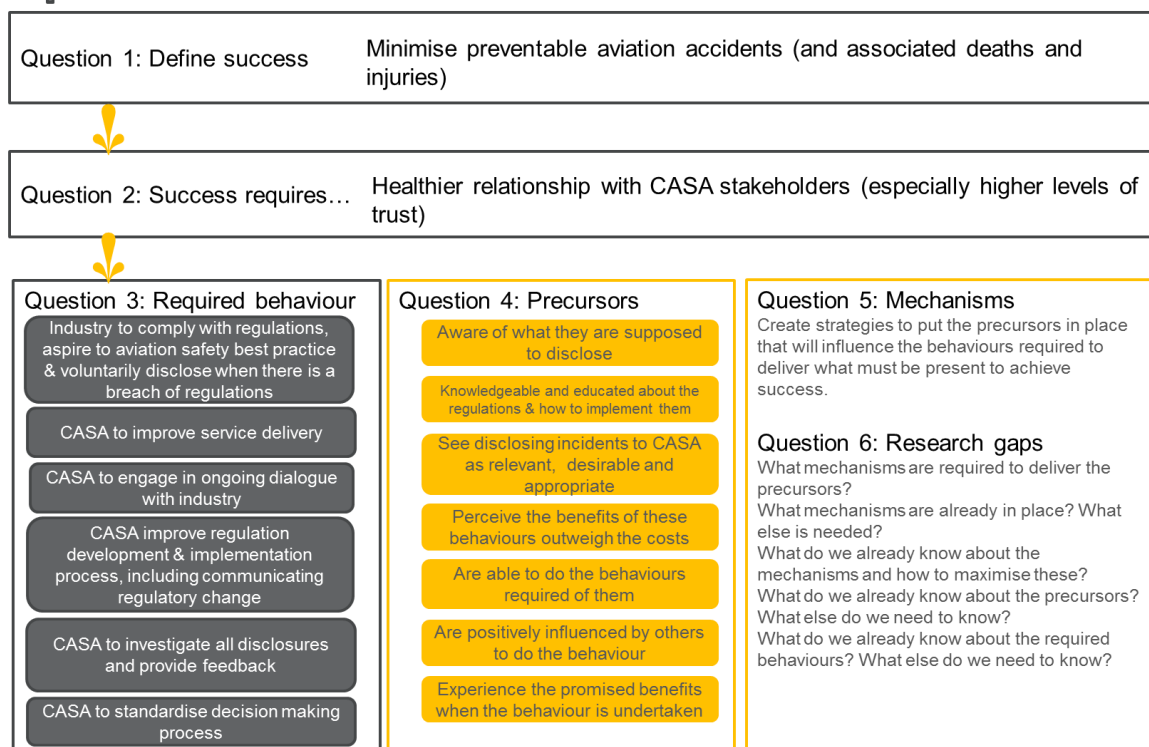 Question 1: Define success
Minimise preventable aviation accidents (and associated deaths and
injuries)
Question 2: Success requires…
Healthier relationship with CASA stakeholders (especially higher levels of
trust)
Question 3: Required behaviour
Industry to comply with regulations,
aspire to aviation safety best practice
& voluntarily disclose when there is a
breach of regulations
CASA to improve service delivery
CASA to engage in ongoing dialogue
with industry
CASA improve regulation
development & implementation
process, including communicating
regulatory change
CASA to investigate all disclosures
and provide feedback
CASA to standardise decision making
process
Question 4: Precursors
Aware of what they are supposed
to disclose
Knowledgeable and educated about the
regulations & how to implement them
See disclosing incidents to CASA
as relevant, desirable and
appropriate
Perceive the benefits of these
behaviours outweigh the costs
Are able to do the behaviours
required of them
Are positively influenced by others
to do the behaviour
Experience the promised benefits
when the behaviour is undertaken
Question 5: Mechanisms
Create strategies to put the precursors in place
that will influence the behaviours required to
deliver what must be present to achieve
success.
Question 6: Research gaps
What mechanisms are required to deliver the
precursors?
What mechanisms are already in place? What
else is needed?
What do we already know about the
mechanisms and how to maximise these?
What do we already know about the precursors?
What else do we need to know?
What do we already know about the required
behaviours? What else do we need to know?